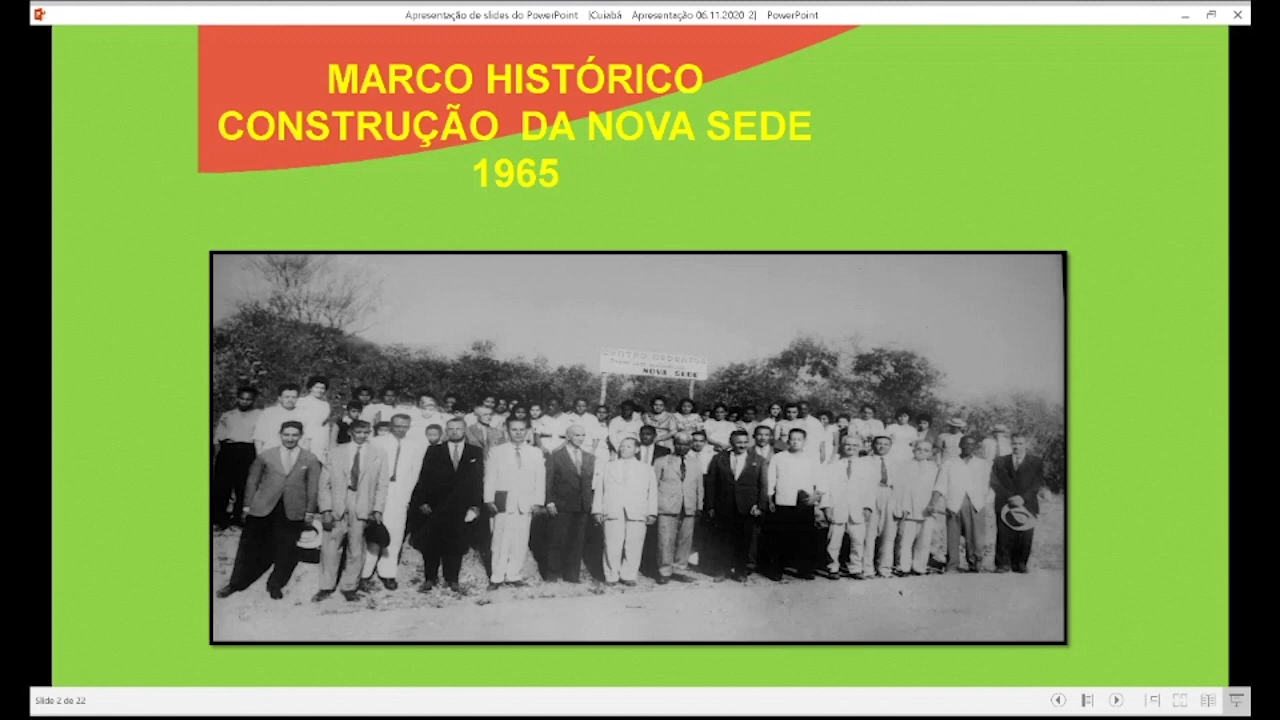 Apresentação de slides do PowerPoint [Cuiabá Apresentação 06.11.2020 2] PowerPoint
MARCO HISTÓRICO
CONSTRUÇÃO DA NOVA SEDE
1965
NOVA SEDE
Slide 2 de 22